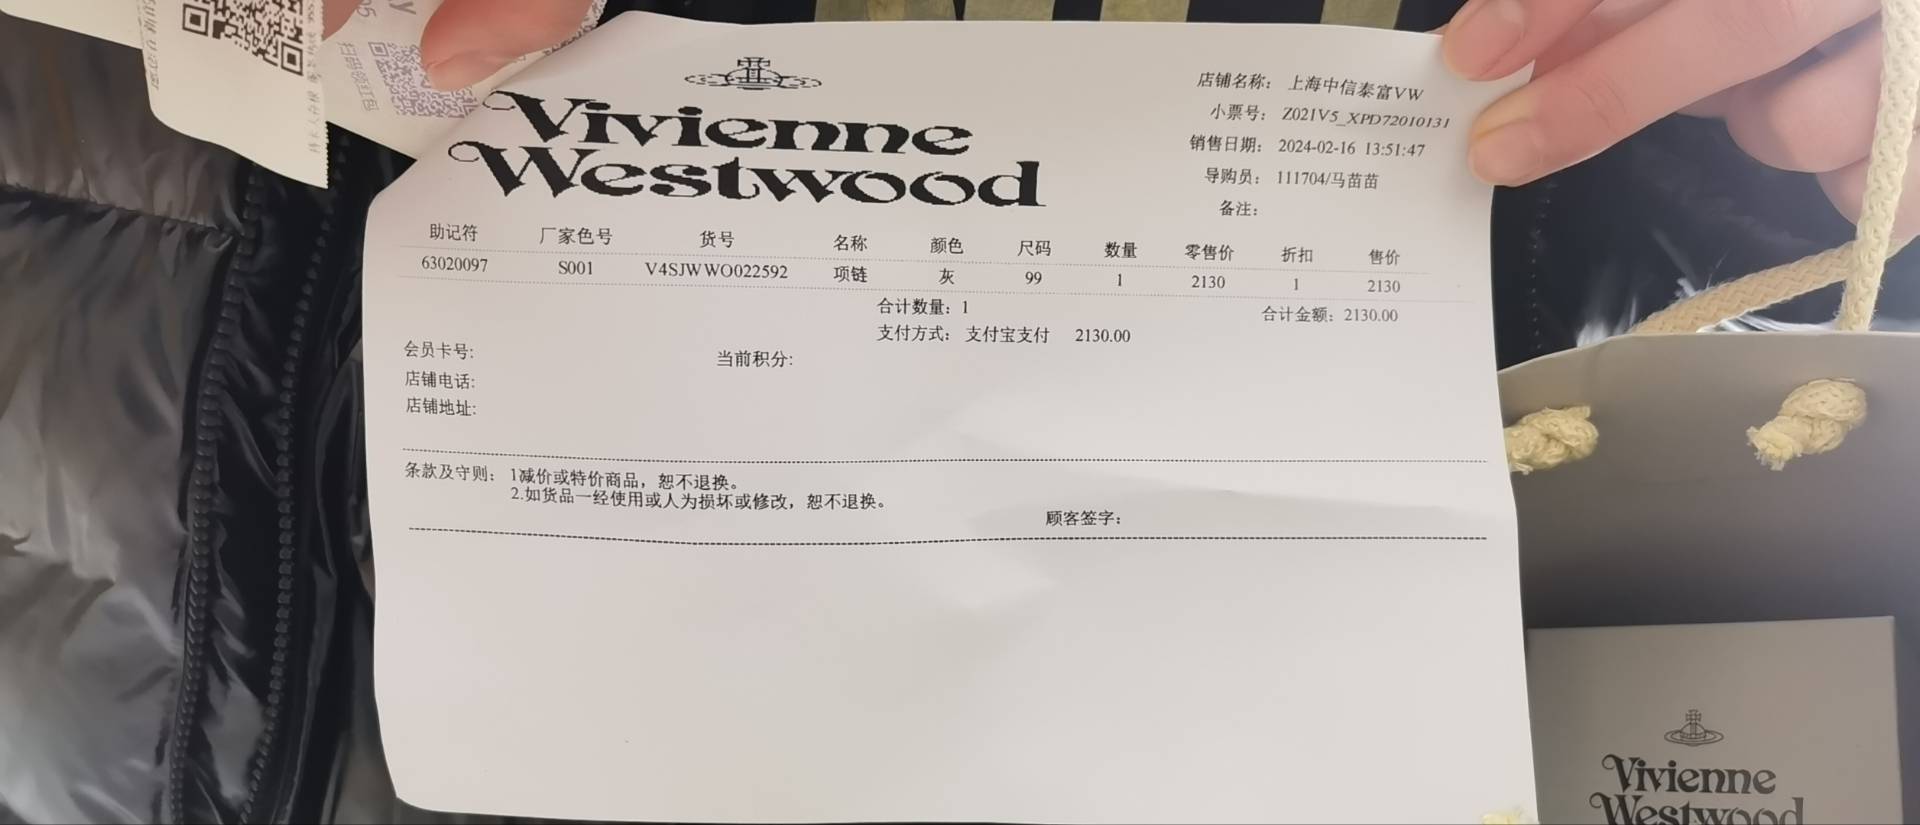 Vivienne
Westwood
店铺名称： 上海中信泰富VW
小票号： Z021V5_XPD72010131
销售日期： 2024-02-16 13:51:47
导购员： 111704/马苗苗
备注：
助记符 厂家色号 货号 名称 颜色 尺码 数量 零售价 折扣 售价
63020097 S001 V4SJWWO022592 项链 灰 99 1 2130 1 2130
合计数量：1 合计金额：2130.00
支付方式： 支付宝支付 2130.00
会员卡号: 当前积分:
店铺电话:
店铺地址:
条款及守则： 1减价或特价商品，恕不退换。
2.如货品一经使用或人为损坏或修改，恕不退换。
顾客签字：
Vivienne
Westwood